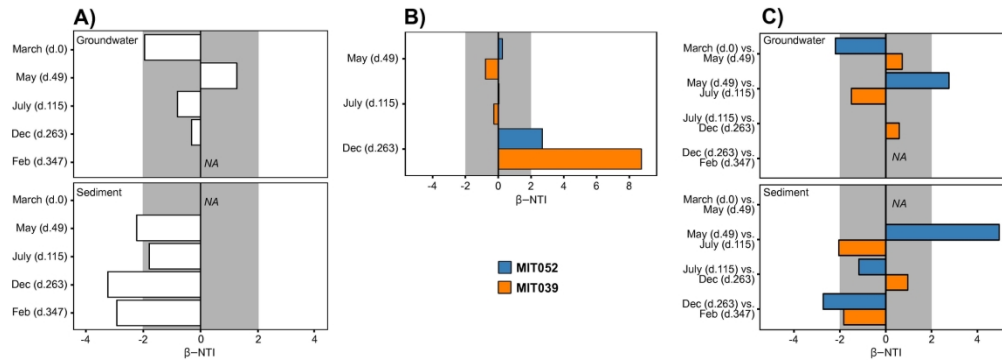 A)
Groundwater
March (d.0)
May (d.49)
July (d.115)
Dec (d.263)
Feb (d.347)
NA
Sediment
March (d.0)
NA
May (d.49)
July (d.115)
Dec (d.263)
Feb (d.347)
-4 -2 0 2 4
β-NTI
B)
May (d.49)
July (d.115)
Dec (d.263)
-4 -2 0 2 4 6 8
β-NTI
MIT052
MIT039
C)
Groundwater
March (d.0) vs.
May (d.49)
May (d.49) vs.
July (d.115)
July (d.115) vs.
Dec (d.263)
Dec (d.263) vs.
Feb (d.347)
NA
Sediment
March (d.0) vs.
May (d.49)
NA
May (d.49) vs.
July (d.115)
July (d.115) vs.
Dec (d.263)
Dec (d.263) vs.
Feb (d.347)
-4 -2 0 2 4
β-NTI